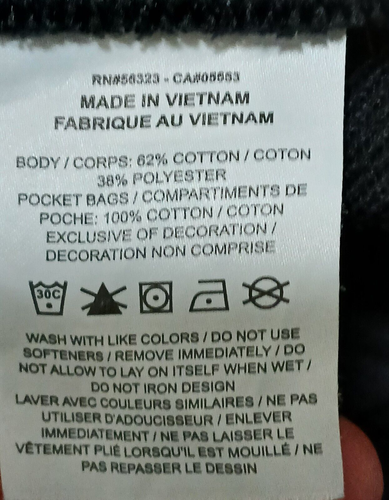 RN#56323 - CA#05553
MADE IN VIETNAM
FABRIQUE AU VIETNAM
BODY / CORPS: 62% COTTON / COTON
38% POLYESTER
POCKET BAGS / COMPARTIMENTS DE
POCHE: 100% COTTON / COTON
EXCLUSIVE OF DECORATION /
DECORATION NON COMPRISE
30C
WASH WITH LIKE COLORS / DO NOT USE
SOFTENERS / REMOVE IMMEDIATELY / DO
NOT ALLOW TO LAY ON ITSELF WHEN WET /
DO NOT IRON DESIGN
LAVER AVEC COULEURS SIMILAIRES / NE PAS
UTILISER D'ADOUCISSEUR / ENLEVER
IMMEDIATEMENT / NE PAS LAISSER LE
VÊTEMENT PLIÉ LORSQU'IL EST MOUILLÉ / NE
PAS REPASSER LE DESSIN